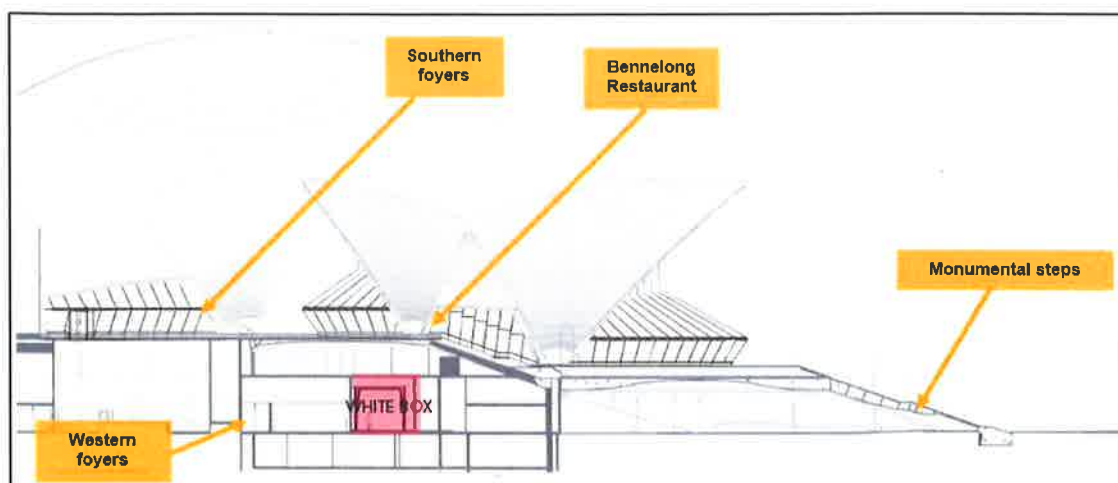 Southern
foyers
Bennelong
Restaurant
Monumental steps
WHITE BOX
Western
foyers